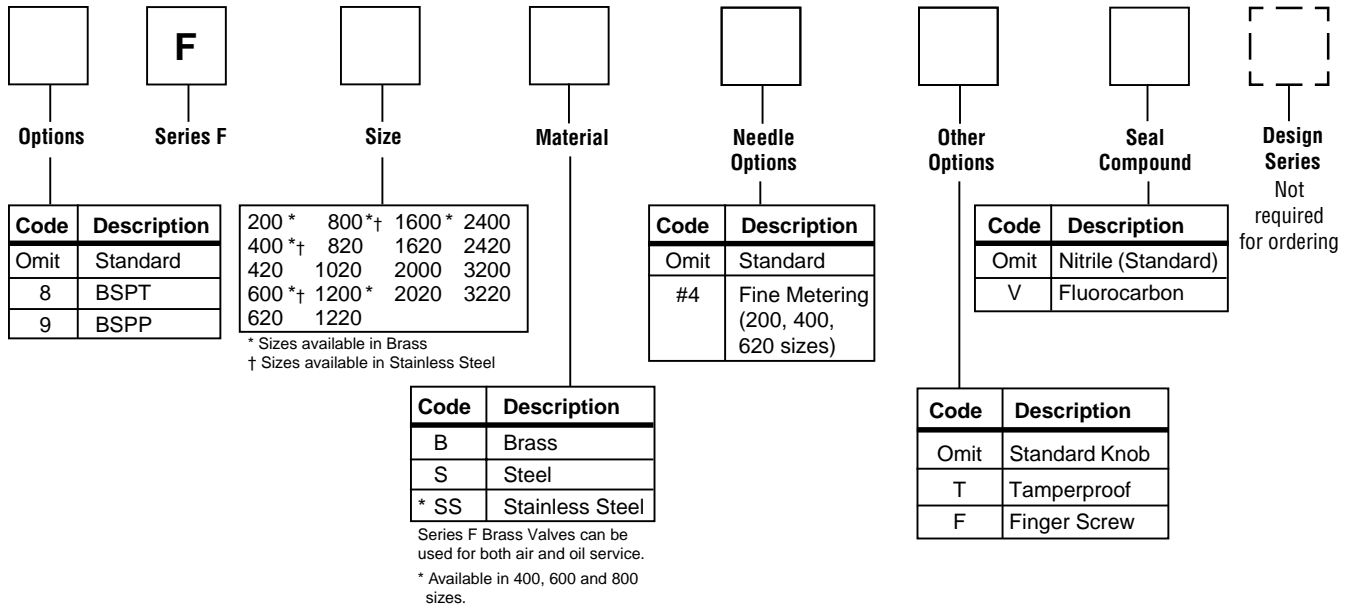 F
Options
Series F
Size
Material
Needle
Options
Other
Options
Seal
Compound
Design
Series
Not
required
for ordering
Code Description
Omit Standard
8 BSPT
9 BSPP
200 * 800 *† 1600 * 2400
400 *† 820 1620 2420
420 1020 2000 3200
600 *† 1200 * 2020 3220
620 1220
* Sizes available in Brass
† Sizes available in Stainless Steel
Code Description
B Brass
S Steel
* SS Stainless Steel
Series F Brass Valves can be
used for both air and oil service.
* Available in 400, 600 and 800
sizes.
Code Description
Omit Standard
#4 Fine Metering
(200, 400,
620 sizes)
Code Description
Omit Standard Knob
T Tamperproof
F Finger Screw
Code Description
Omit Nitrile (Standard)
V Fluorocarbon